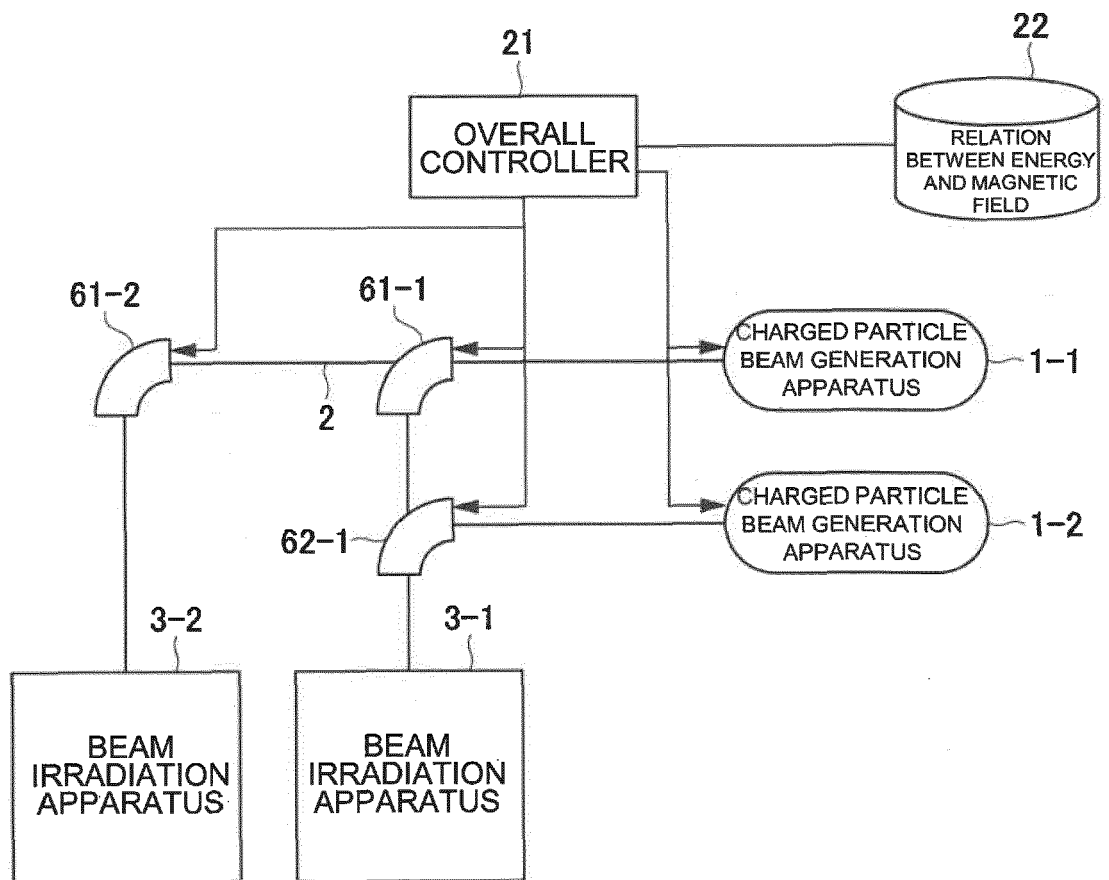 21
22
OVERALL
CONTROLLER
RELATION
BETWEEN ENERGY
AND MAGNETIC
FIELD
61-2
61-1
CHARGED PARTICLE
BEAM GENERATION
APPARATUS
1-1
2
CHARGED PARTICLE
BEAM GENERATION
APPARATUS
1-2
62-1
3-2
3-1
BEAM
IRRADIATION
APPARATUS
BEAM
IRRADIATION
APPARATUS